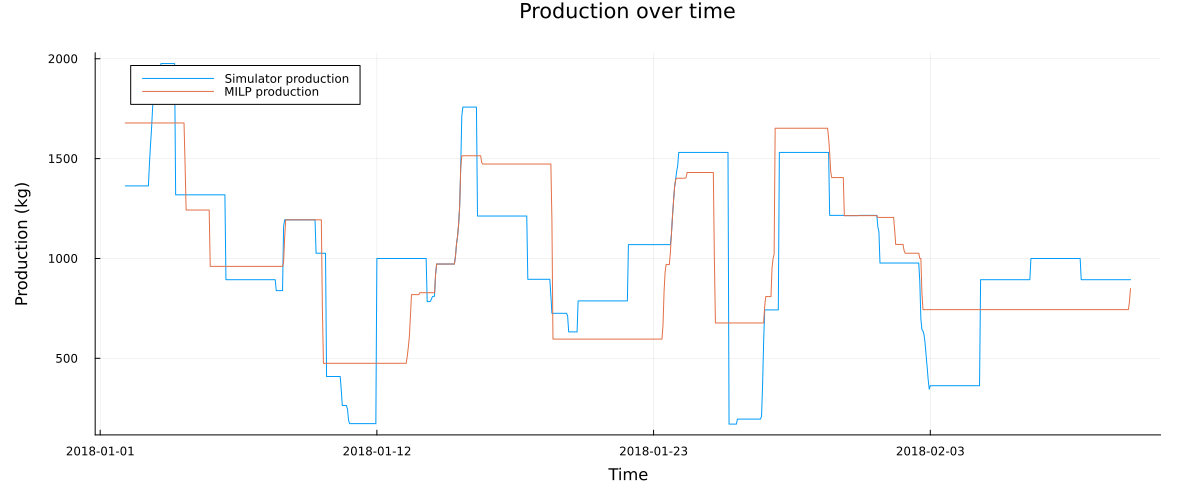 Production over time
Production (kg)
2000
1500
1000
500
Simulator production
MILP production
2018-01-01
2018-01-12
2018-01-23
2018-02-03
Time